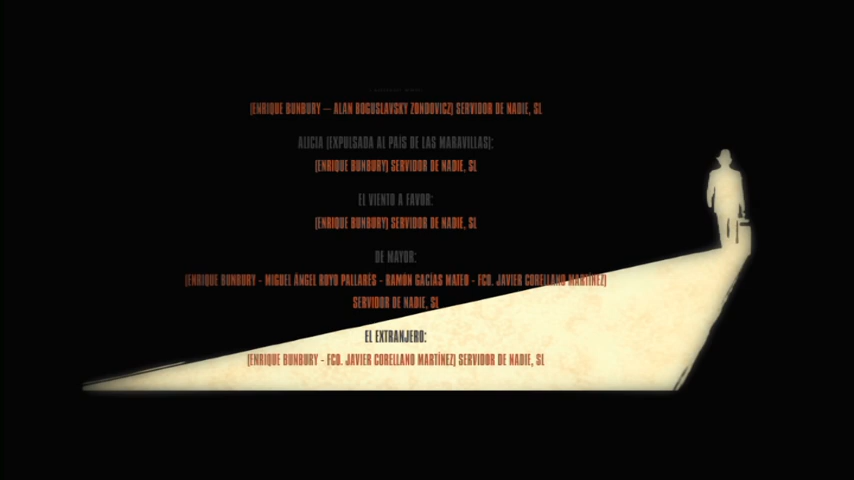 (ENRIQUE BUNBURY – ALAN BOGUSLAVSKY ZONDOVICZ) SERVIDOR DE NADIE, SL
ALICIA (EXPULSADA AL PAÍS DE LAS MARAVILLAS):
(ENRIQUE BUNBURY) SERVIDOR DE NADIE, SL
EL VIENTO A FAVOR:
(ENRIQUE BUNBURY) SERVIDOR DE NADIE, SL
DE MAYOR:
(ENRIQUE BUNBURY - MIGUEL ÁNGEL ROYO PALLARÉS - RAMÓN GACÍAS MATEO - FCO. JAVIER CORELLANO MARTÍNEZ)
SERVIDOR DE NADIE, SL
EL EXTRANJERO:
(ENRIQUE BUNBURY - FCO. JAVIER CORELLANO MARTÍNEZ) SERVIDOR DE NADIE, SL